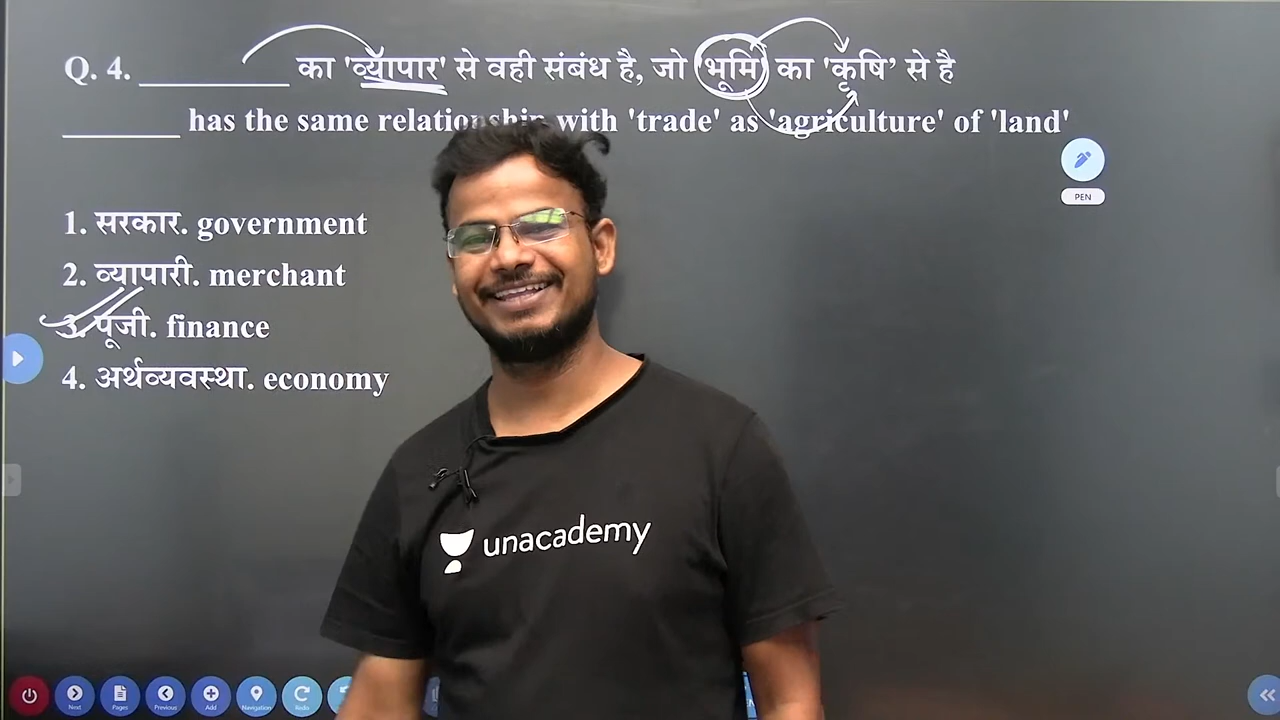 Q. 4. __________ का 'व्यापार' से वही संबंध है, जो 'भूमि' का 'कृषि’ से है
________ has the same relationship with 'trade' as 'agriculture' of 'land'
PEN
1. सरकार. government
2. व्यापारी. merchant
3. पूंजी. finance
4. अर्थव्यवस्था. economy
unacademy
Next
Pages
Previous
Add
Navigation
Redo